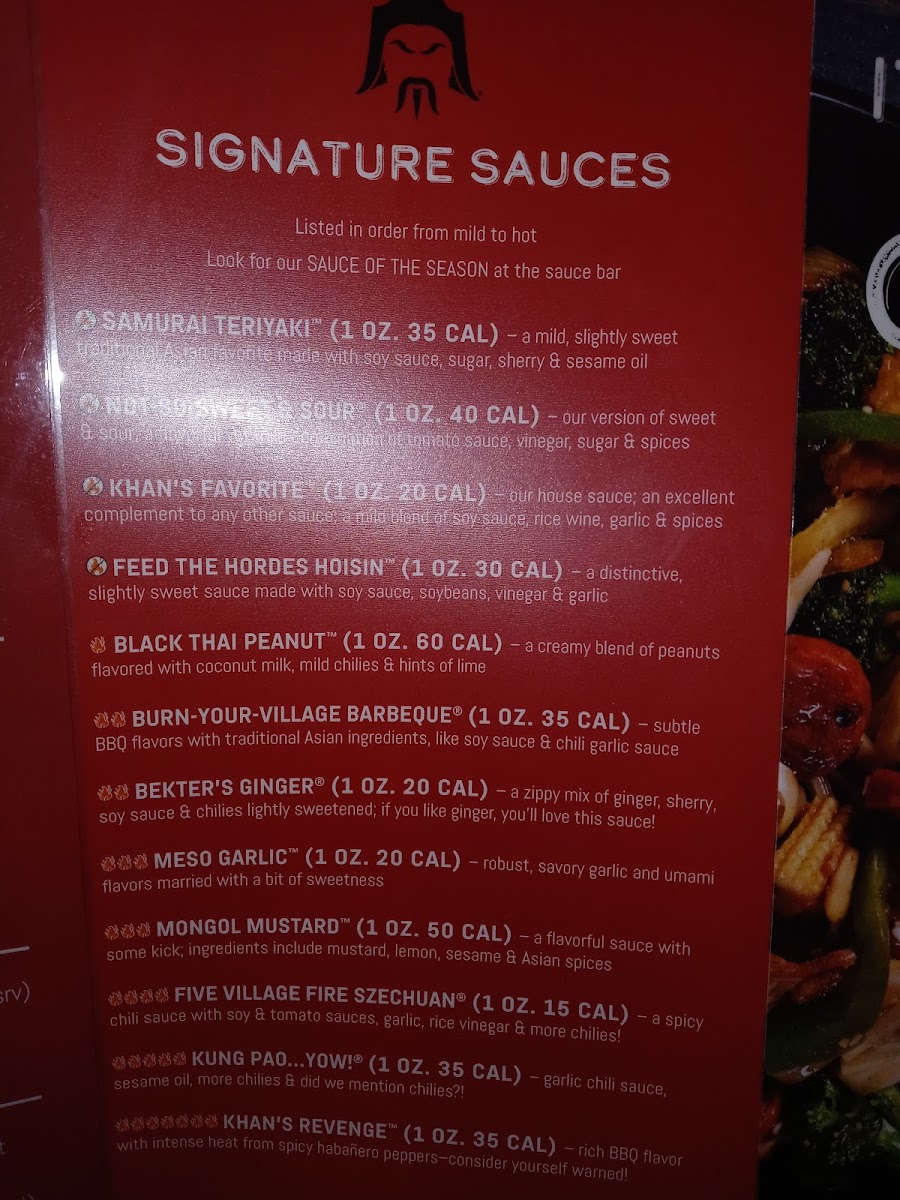 SIGNATURE SAUCES
Listed in order from mild to hot
Look for our SAUCE OF THE SEASON at the sauce bar
SAMURAI TERIYAKI™ (1 OZ. 35 CAL) – a mild, slightly sweet
traditional Asian favorite made with soy sauce, sugar, sherry & sesame oil
NOT-SO-SWEET & SOUR® (1 OZ. 40 CAL) – our version of sweet
& sour, a flavorful of tomato sauce, vinegar, sugar & spices
KHAN'S FAVORITE™ (1 OZ. 20 CAL) – our house sauce; an excellent
complement to any other sauce; a mild blend of soy sauce, rice wine, garlic & spices
FEED THE HORDES HOISIN™ (1 OZ. 30 CAL) – a distinctive,
slightly sweet sauce made with soy sauce, soybeans, vinegar & garlic
BLACK THAI PEANUT™ (1 OZ. 60 CAL) – a creamy blend of peanuts
flavored with coconut milk, mild chilies & hints of lime
BURN-YOUR-VILLAGE BARBEQUE® (1 OZ. 35 CAL) – subtle
BBQ flavors with traditional Asian ingredients, like soy sauce & chili garlic sauce
BEKTER'S GINGER® (1 OZ. 20 CAL) – a zippy mix of ginger, sherry,
soy sauce & chilies lightly sweetened; if you like ginger, you'll love this sauce!
MESO GARLIC™ (1 OZ. 20 CAL) – robust, savory garlic and umami
flavors married with a bit of sweetness
MONGOL MUSTARD™ (1 OZ. 50 CAL) – a flavorful sauce with
some kick; ingredients include mustard, lemon, sesame & Asian spices
FIVE VILLAGE FIRE SZECHUAN® (1 OZ. 15 CAL) – a spicy
chili sauce with soy & tomato sauces, garlic, rice vinegar & more chilies!
KUNG PAO...YOW!® (1 OZ. 35 CAL) – garlic chili sauce,
sesame oil, more chilies & did we mention chilies?!
KHAN'S REVENGE™ (1 OZ. 35 CAL) – rich BBQ flavor
with intense heat from spicy habañero peppers–consider yourself warned!
srv)